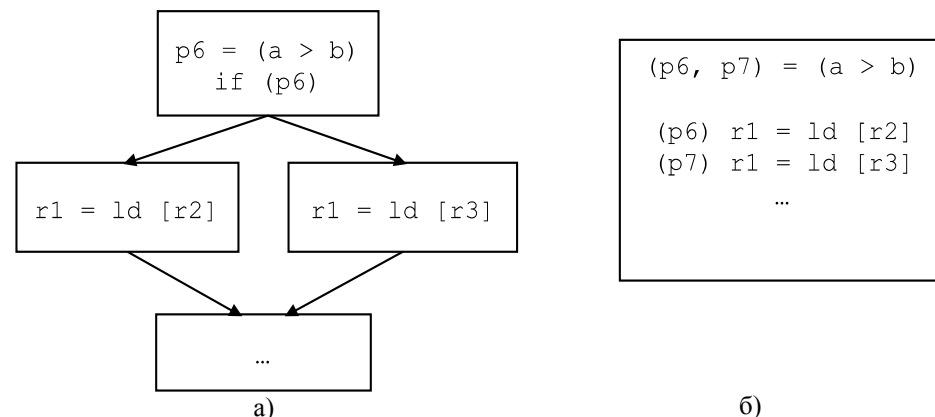 p6 = (a > b)
if (p6)
r1 = ld [r2]
r1 = ld [r3]
…
а)
(p6, p7) = (a > b)
(p6) r1 = ld [r2]
(p7) r1 = ld [r3]
…
б)